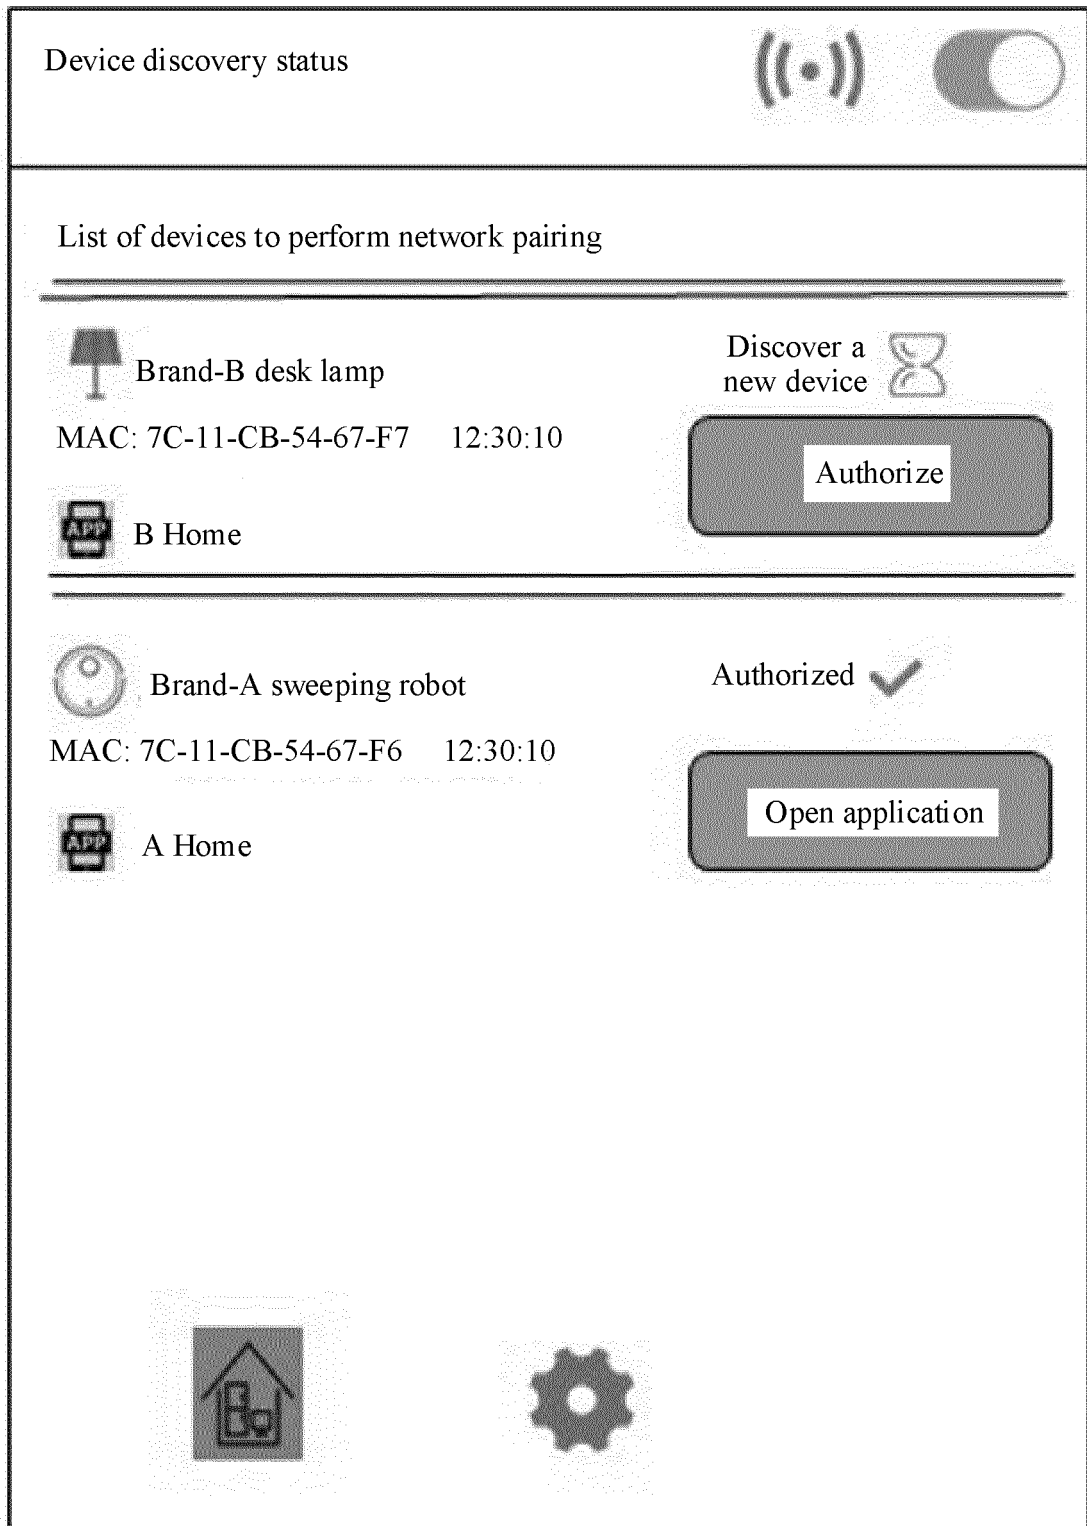 Device discovery status
List of devices to perform network pairing
Brand-B desk lamp
Discover a
new device
MAC: 7C-11-CB-54-67-F7 12:30:10
Authorize
APP
B Home
Brand-A sweeping robot
Authorized
MAC: 7C-11-CB-54-67-F6 12:30:10
Open application
APP
A Home